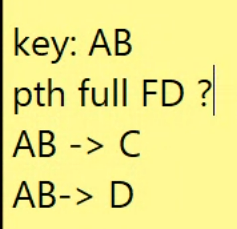 key: AB
pth full FD ?
AB -> C
AB-> D